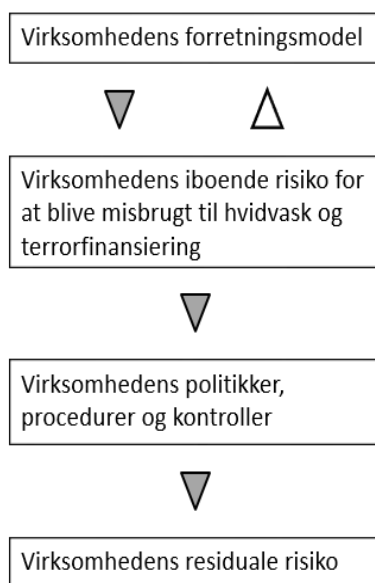 Virksomhedens forretningsmodel
Virksomhedens iboende risiko for
at blive misbrugt til hvidvask og
terrorfinansiering
Virksomhedens politikker,
procedurer og kontroller
Virksomhedens residuale risiko